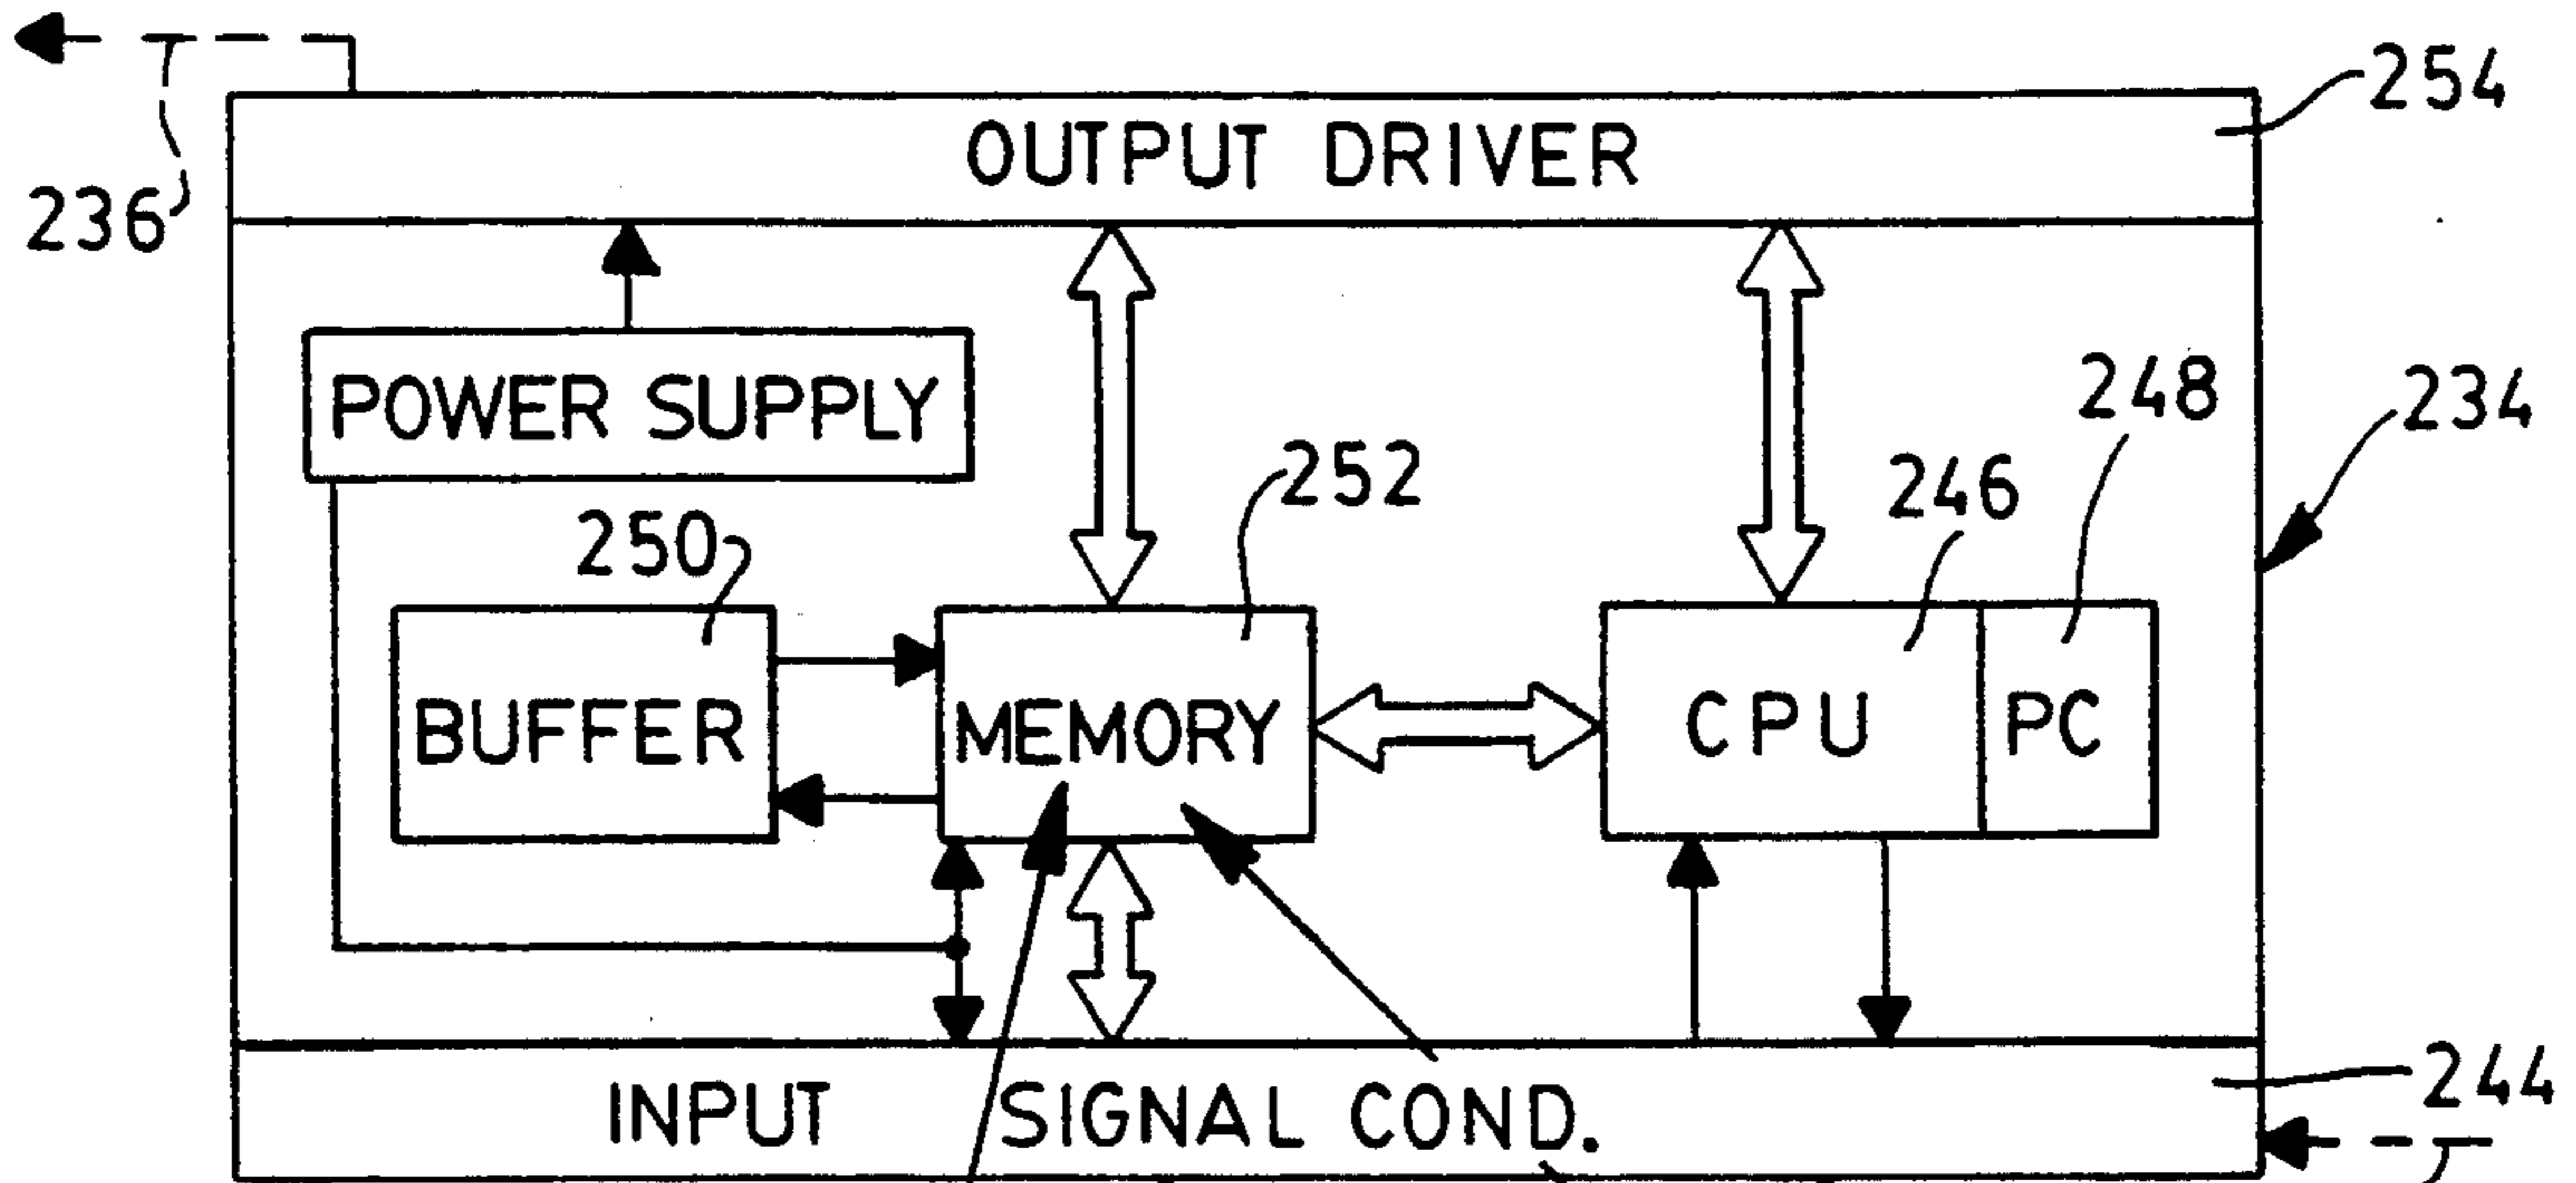 254
OUTPUT DRIVER
236
POWER SUPPLY
248
234
252
246
250
BUFFER
MEMORY
CPU
PC
244
INPUT SIGNAL COND.